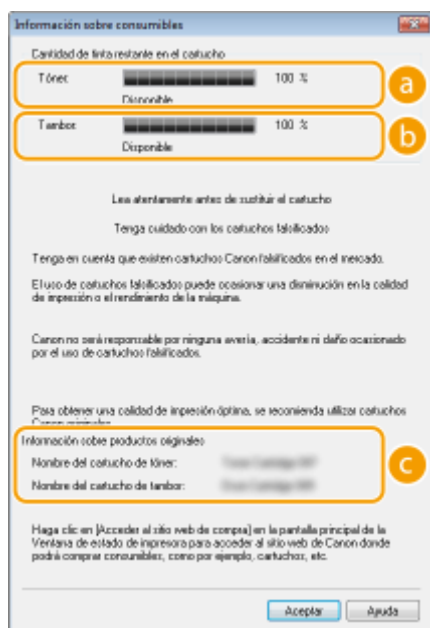 Información sobre consumibles
Cantidad de tinta restante en el cartucho
Tóner: 100 %
Disponible
a
Tambor: 100 %
Disponible
b
Lea atentamente antes de sustituir el cartucho
Tenga cuidado con los cartuchos falsificados
Tenga en cuenta que existen cartuchos Canon falsificados en el mercado.
El uso de cartuchos falsificados puede ocasionar una disminución en la calidad
de impresión o el rendimiento de la máquina.
Canon no será responsable por ninguna avería, accidente ni daño ocasionado
por el uso de cartuchos falsificados.
Para obtener una calidad de impresión óptima, se recomienda utilizar cartuchos
Canon originales.
Información sobre productos originales
Nombre del cartucho de tóner:
Nombre del cartucho de tambor:
c
Haga clic en [Acceder al sitio web de compra] en la pantalla principal de la
Ventana de estado de impresora para acceder al sitio web de Canon donde
podrá comprar consumibles, como por ejemplo, cartuchos, etc.
Aceptar
Ayuda